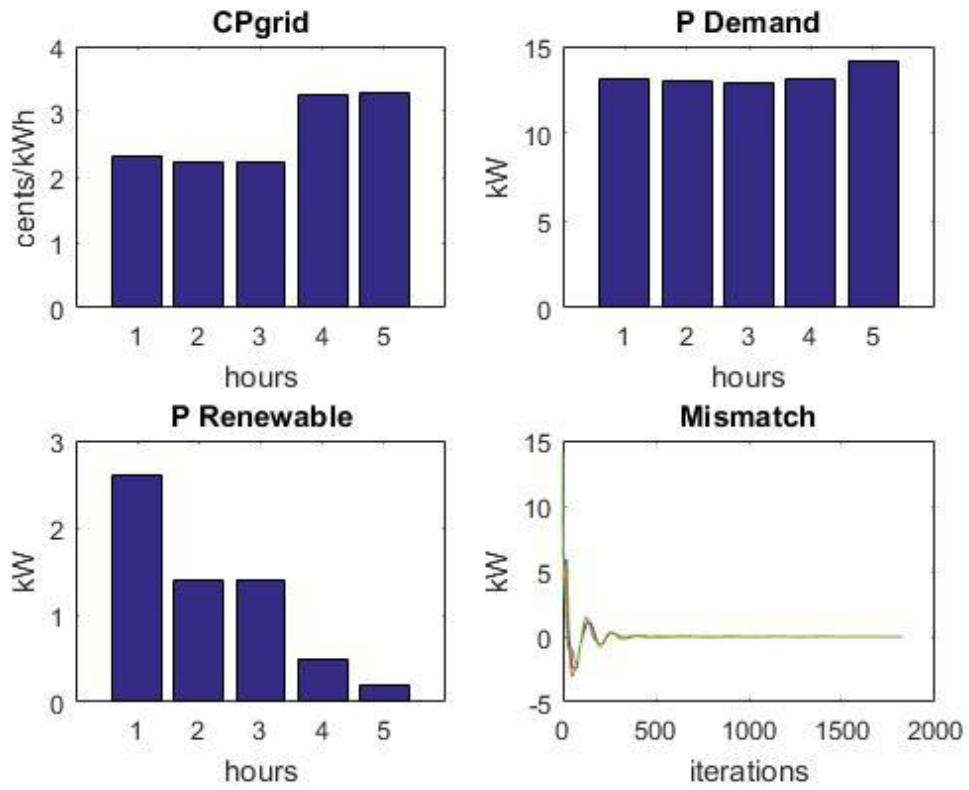 CPgrid
4
3
2
1
0
cents/kWh
1 2 3 4 5
hours
P Demand
15
10
5
0
kW
1 2 3 4 5
hours
P Renewable
3
2
1
0
kW
1 2 3 4 5
hours
Mismatch
15
10
5
0
-5
kW
0 500 1000 1500 2000
iterations